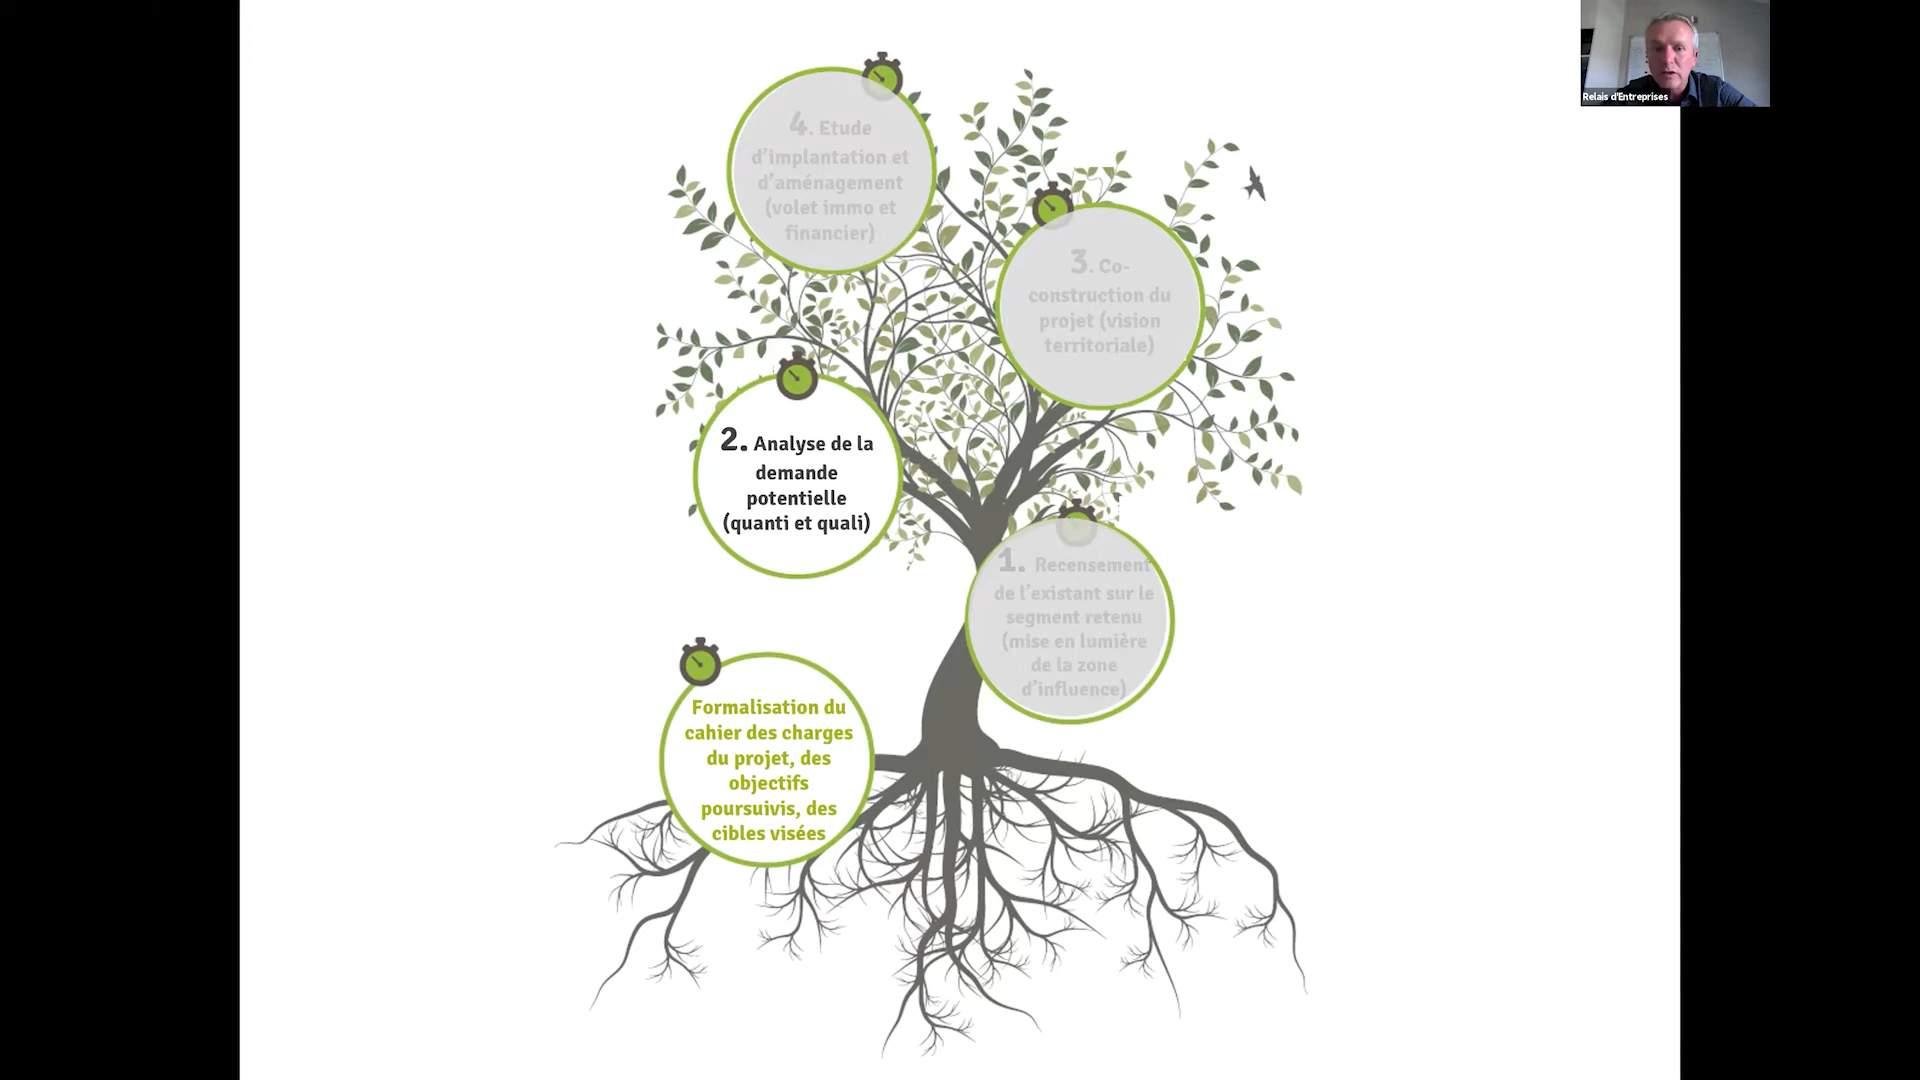 4. Etude
d'implantation et
d'aménagement
(volet immo et
financier)
3. Co-
construction du
projet (vision
territoriale)
2. Analyse de la
demande
potentielle
(quanti et quali)
1. Recensement
de l'existant sur le
segment retenu
(mise en lumière
de la zone
d'influence)
Formalisation du
cahier des charges
du projet, des
objectifs
poursuivis, des
cibles visées
Relais d'Entreprises